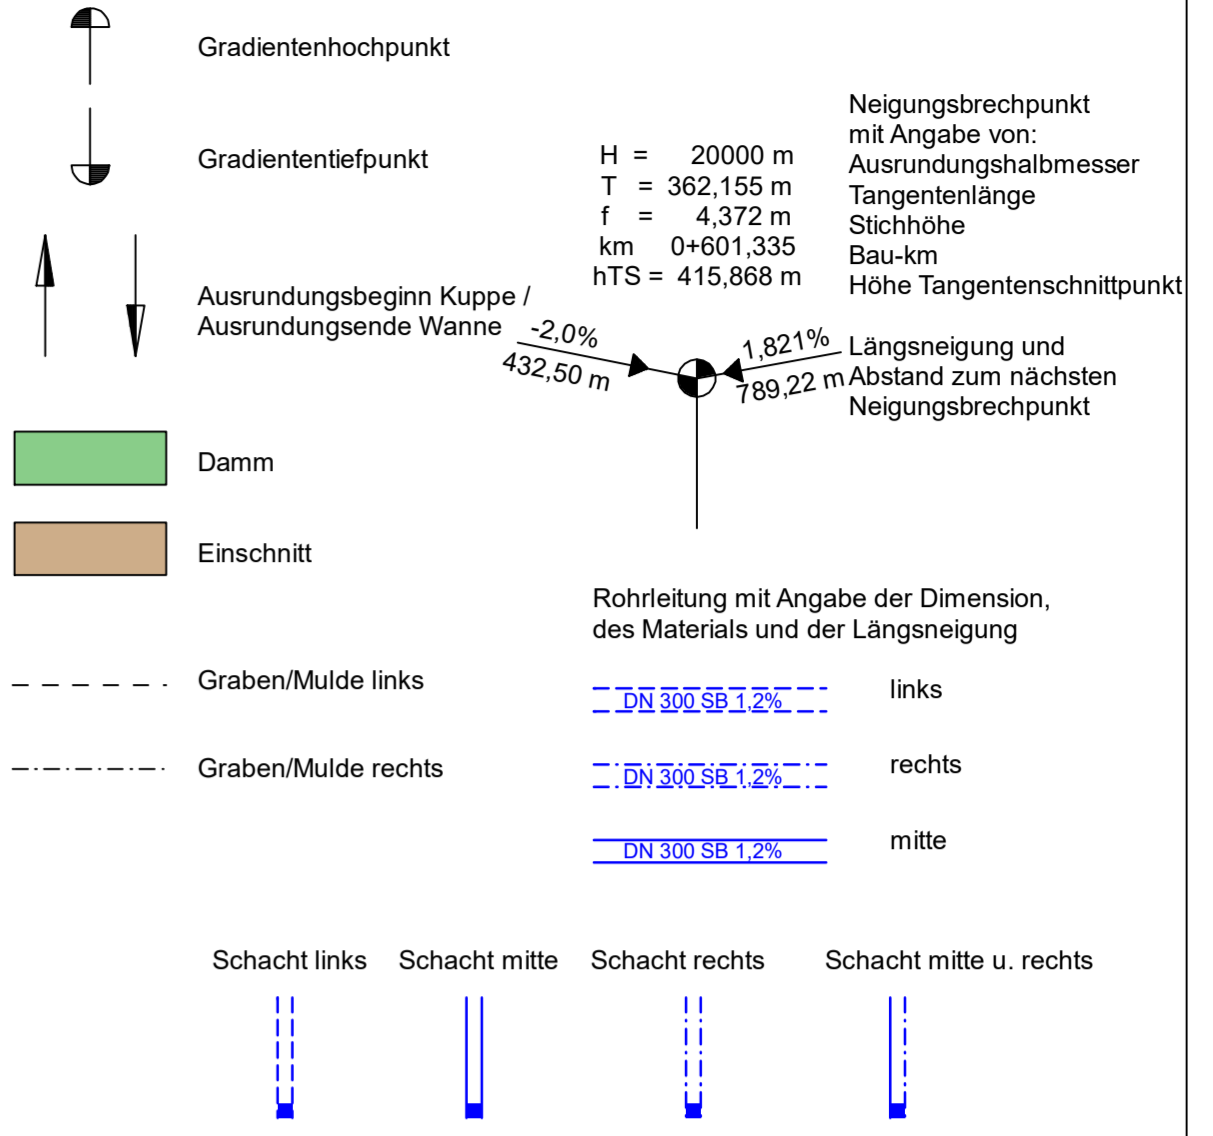 Gradientenhochpunkt
Gradiententiefpunkt
Ausrundungsbeginn Kuppe /
Ausrundungsende Wanne
Damm
Einschnitt
Graben/Mulde links
Graben/Mulde rechts
H = 20000 m
T = 362,155 m
f = 4,372 m
km 0+601,335
hTS = 415,868 m
Neigungsbrechpunkt
mit Angabe von:
Ausrundungshalbmesser
Tangentenlänge
Stichhöhe
Bau-km
Höhe Tangentenschnittpunkt
-2,0%
432,50 m
1,821%
789,22 m
Längsneigung und
Abstand zum nächsten
Neigungsbrechpunkt
Rohrleitung mit Angabe der Dimension,
des Materials und der Längsneigung
DN 300 SB 1,2% links
DN 300 SB 1,2% rechts
DN 300 SB 1,2% mitte
Schacht links Schacht mitte Schacht rechts Schacht mitte u. rechts